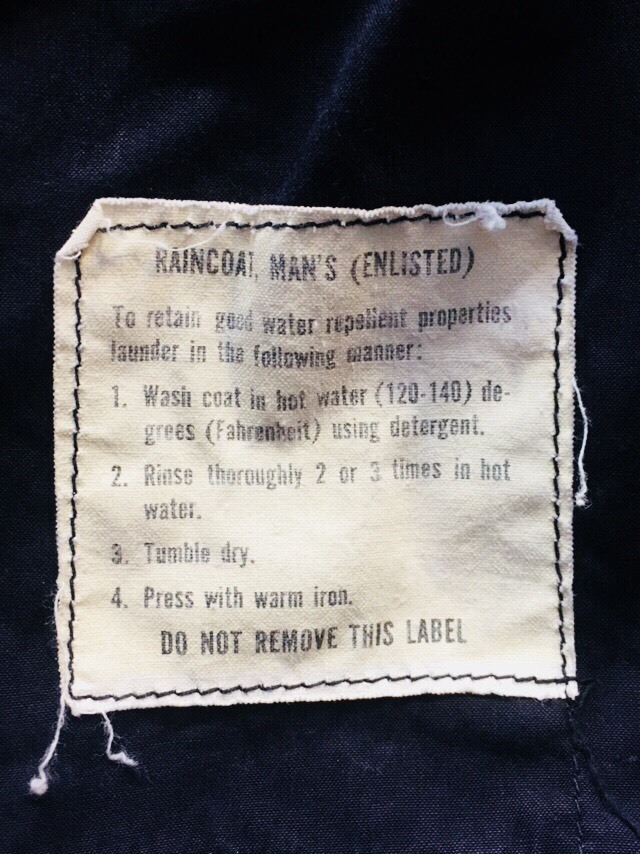 RAINCOAT, MAN'S (ENLISTED)
To retain good water repellent properties
launder in the following manner:
1. Wash coat in hot water (120-140) de-
grees (Fahrenheit) using detergent.
2. Rinse thoroughly 2 or 3 times in hot
water.
3. Tumble dry.
4. Press with warm iron.
DO NOT REMOVE THIS LABEL